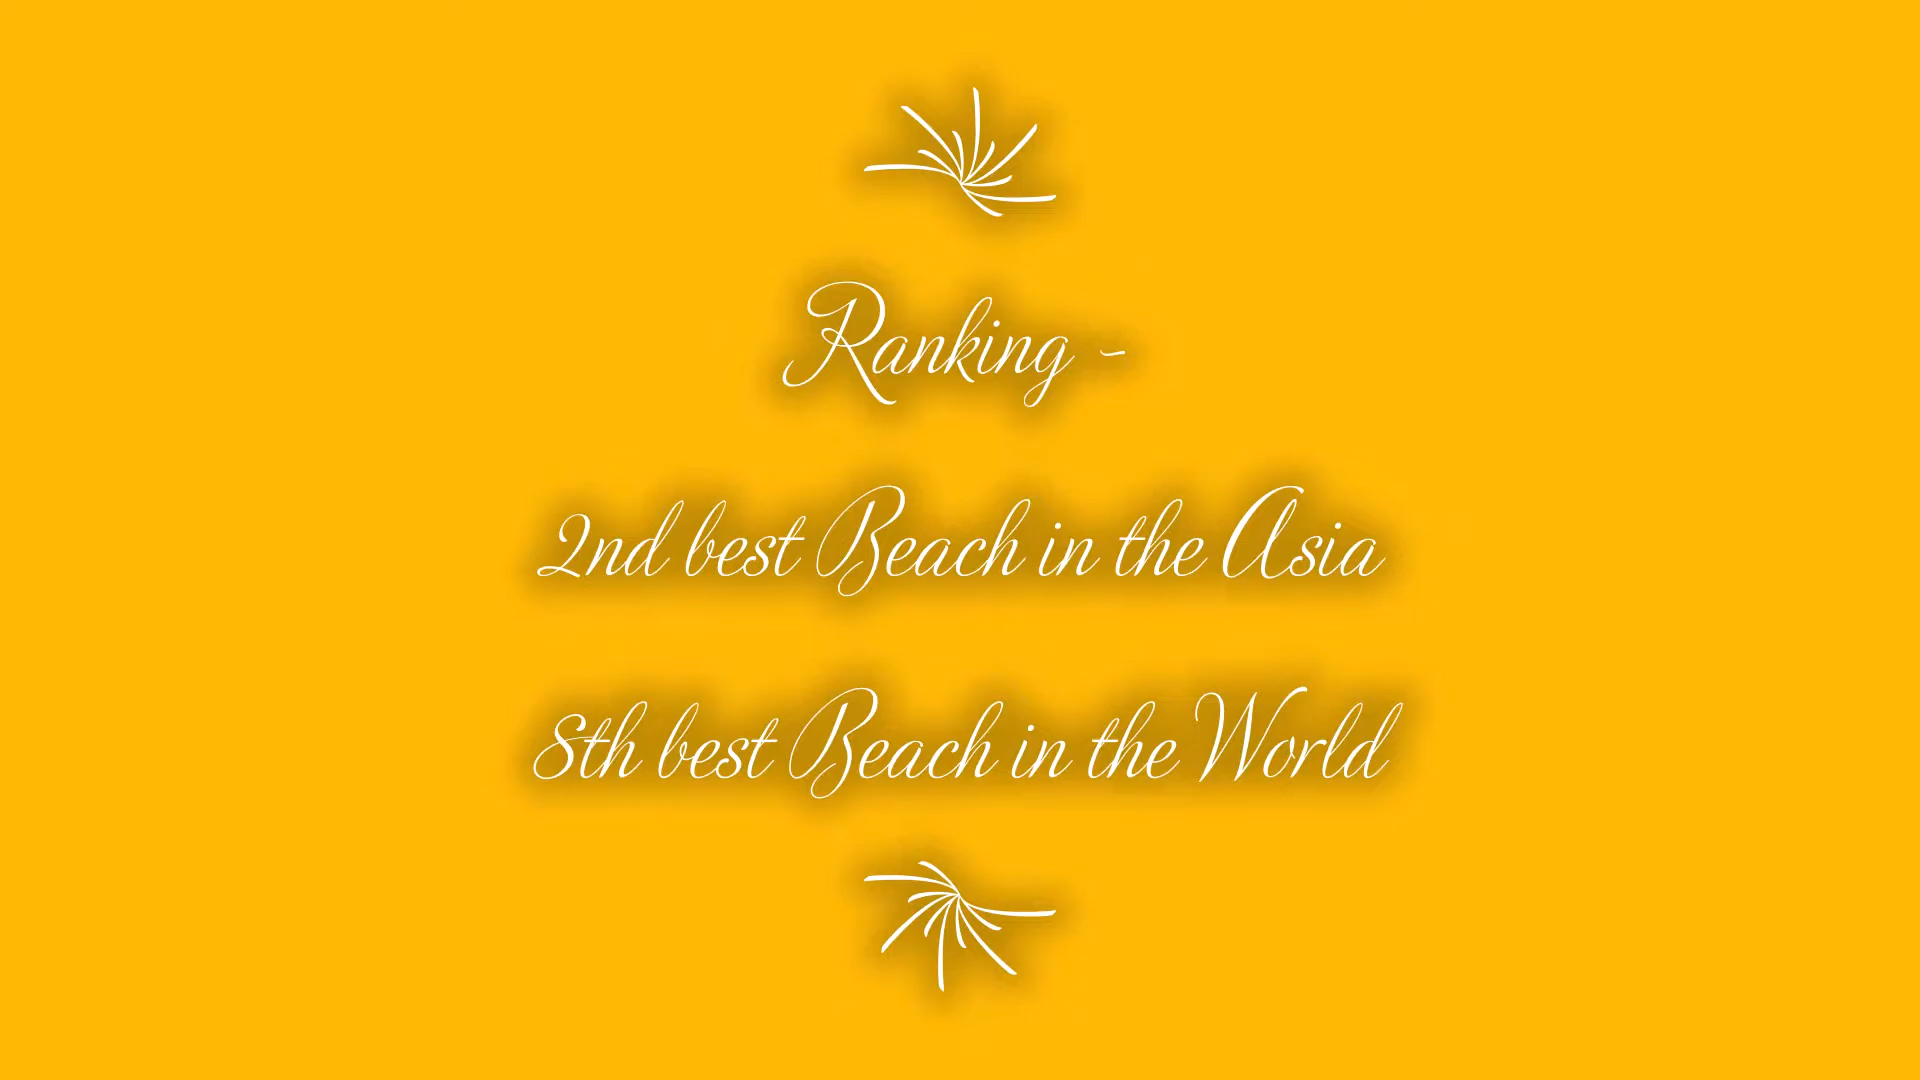 Ranking -
2nd best Beach in the Asia
8th best Beach in the World